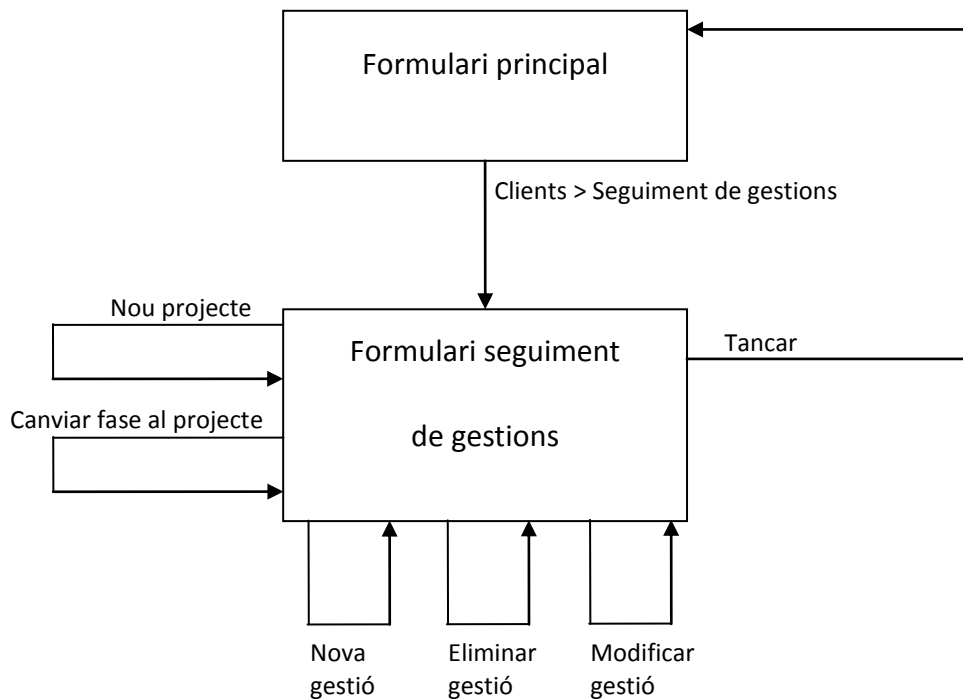 Formulari principal
Clients > Seguiment de gestions
Nou projecte
Formulari seguiment
de gestions
Tancar
Canviar fase al projecte
Nova
gestió
Eliminar
gestió
Modificar
gestió